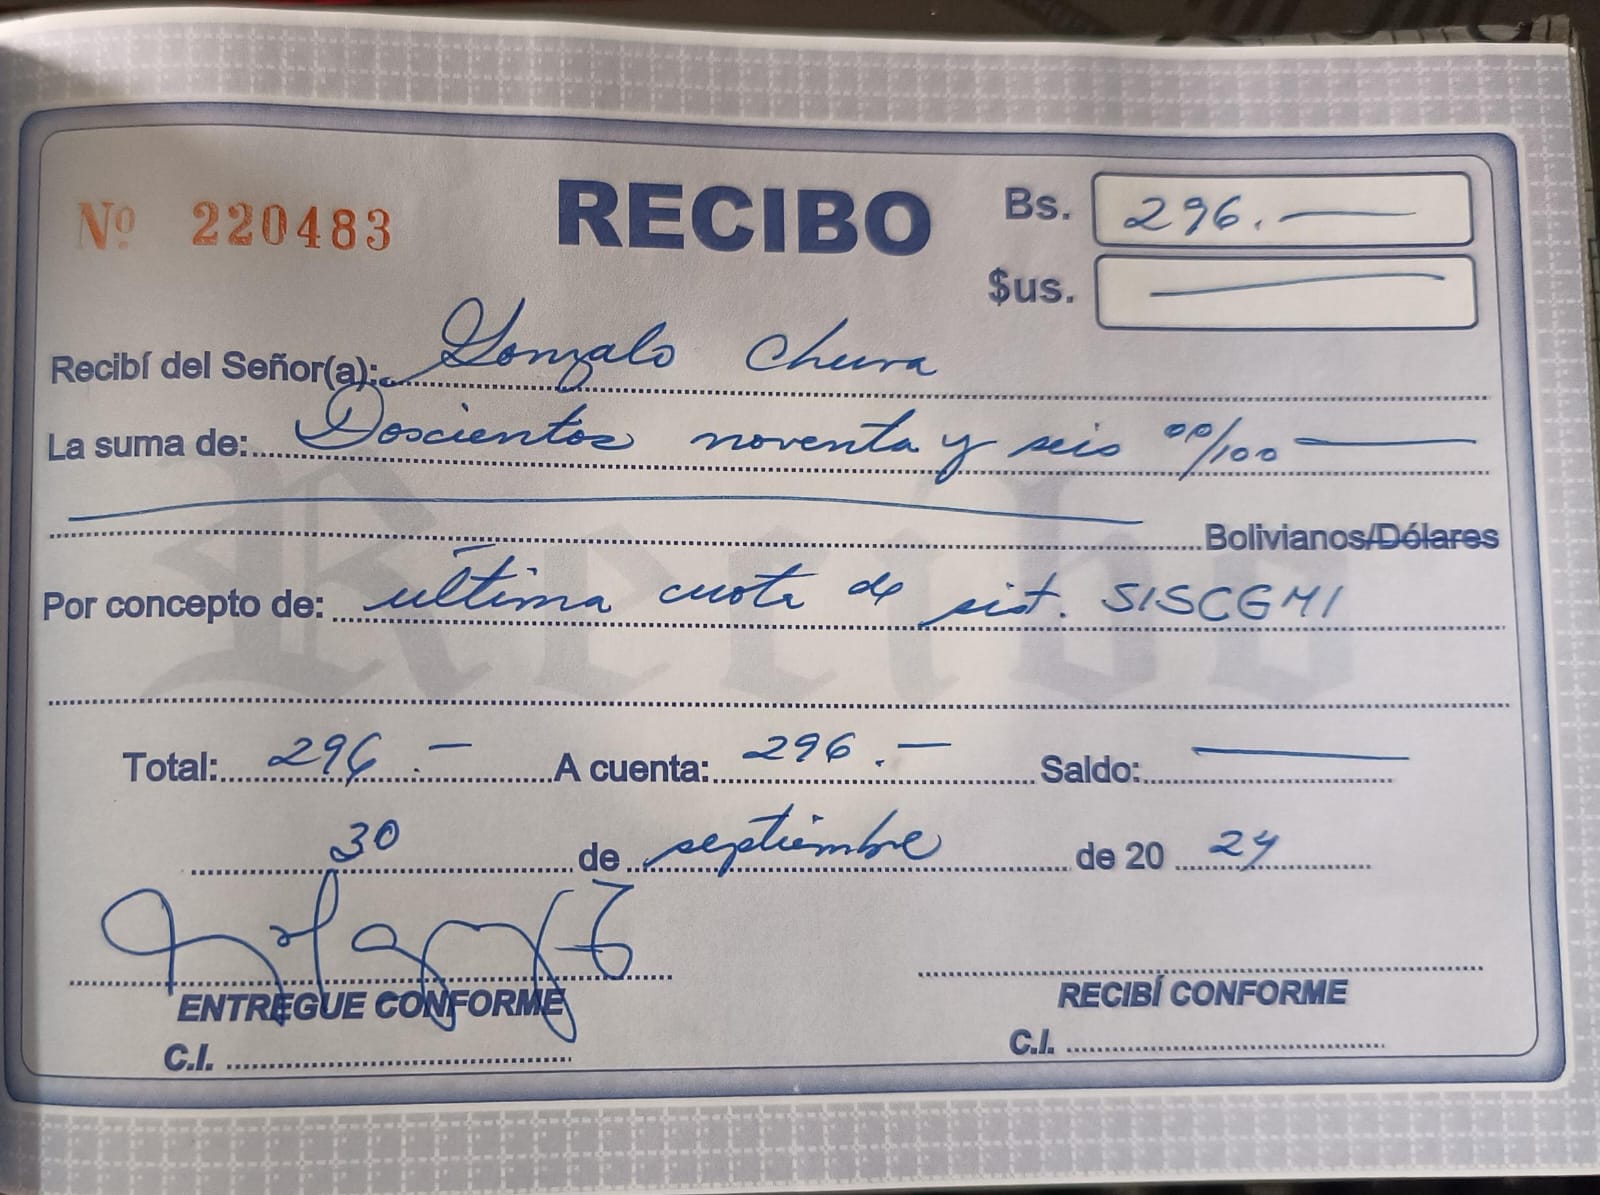 Nº 220483 RECIBO Bs. 296.—
$us. —
Recibí del Señor(a): Gonzalo Chura
La suma de: Doscientos noventa y seis 00/100 —
Bolivianos/Dólares
Por concepto de: última cuota de sist. SISCGMI
Total: 296.— A cuenta: 296.— Saldo: —
30 de septiembre de 20 24
ENTREGUE CONFORME RECIBÍ CONFORME
C.I. C.I.
Recibo